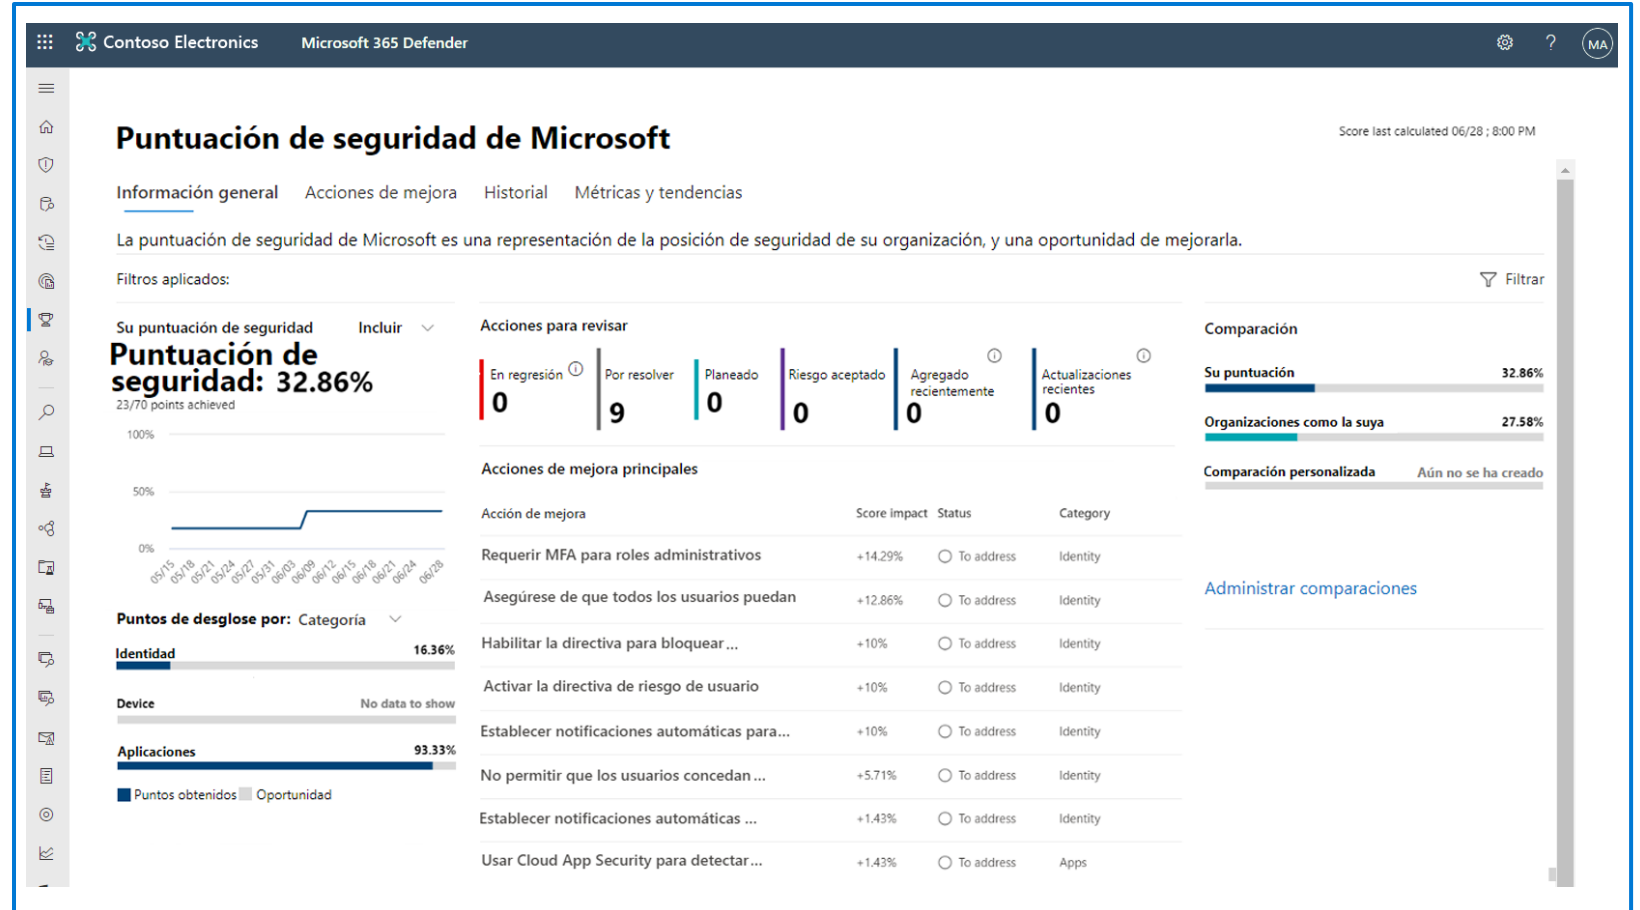 Contoso Electronics
Microsoft 365 Defender
MA
Puntuación de seguridad de Microsoft
Score last calculated 06/28 ; 8:00 PM
Información general
Acciones de mejora
Historial
Métricas y tendencias
La puntuación de seguridad de Microsoft es una representación de la posición de seguridad de su organización, y una oportunidad de mejorarla.
Filtros aplicados:
Filtrar
Su puntuación de seguridad
Incluir
Puntuación de
seguridad: 32.86%
23/70 points achieved
100%
50%
0%
05/15 05/18 05/21 05/24 05/27 05/31 06/03 06/09 06/12 06/15 06/18 06/21 06/24 06/28
Puntos de desglose por: Categoría
Identidad 16.36%
Device No data to show
Aplicaciones 93.33%
Puntos obtenidos Oportunidad
Acciones para revisar
En regresión
0
Por resolver
9
Planeado
0
Riesgo aceptado
0
Agregado
recientemente
0
Actualizaciones
recientes
0
Acciones de mejora principales
Acción de mejora Score impact Status Category
Requerir MFA para roles administrativos +14.29% To address Identity
Asegúrese de que todos los usuarios puedan +12.86% To address Identity
Habilitar la directiva para bloquear... +10% To address Identity
Activar la directiva de riesgo de usuario +10% To address Identity
Establecer notificaciones automáticas para... +10% To address Identity
No permitir que los usuarios concedan ... +5.71% To address Identity
Establecer notificaciones automáticas ... +1.43% To address Identity
Usar Cloud App Security para detectar... +1.43% To address Apps
Comparación
Su puntuación 32.86%
Organizaciones como la suya 27.58%
Comparación personalizada Aún no se ha creado
Administrar comparaciones